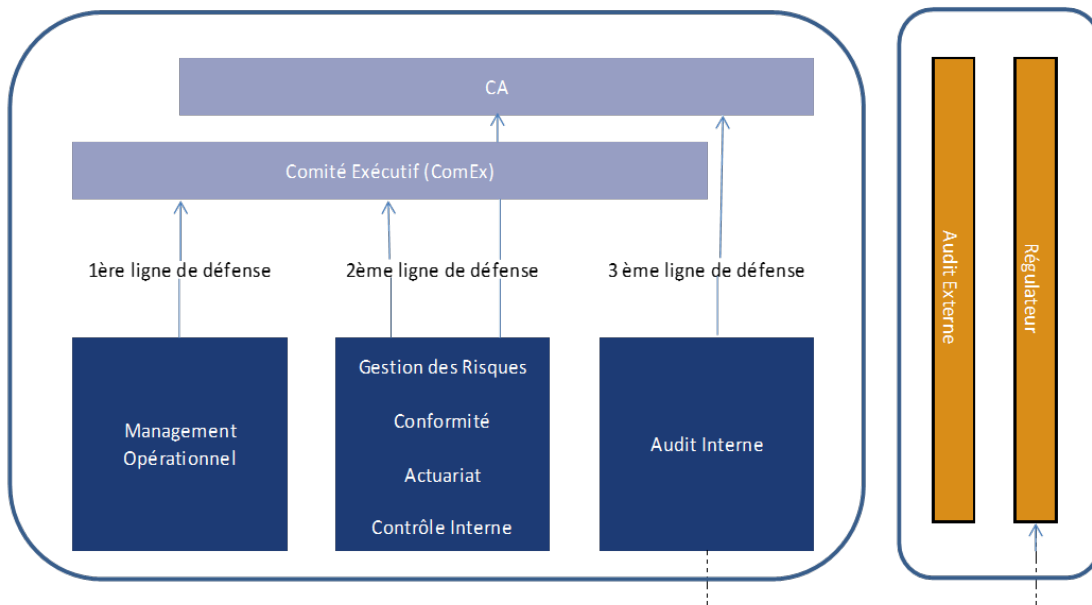 CA
Comité Exécutif (ComEx)
1ère ligne de défense
2ème ligne de défense
3 ème ligne de défense
Management
Opérationnel
Gestion des Risques
Conformité
Actuariat
Contrôle Interne
Audit Interne
Audit Externe
Régulateur